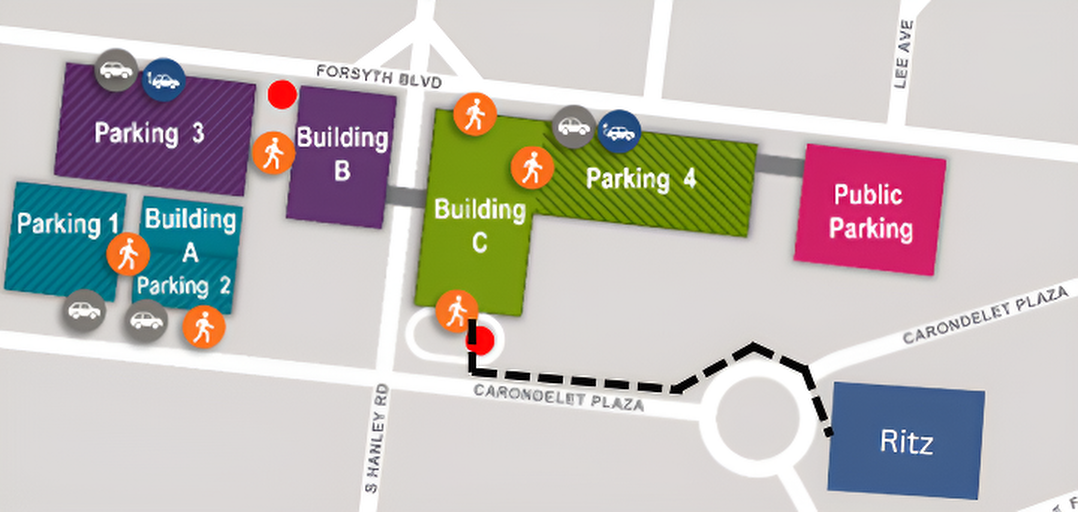 FORSYTH BLVD
LEE AVE
Parking 3
Building
B
Parking 4
Public
Parking
Parking 1
Building
A
Parking 2
Building
C
CARONDELET PLAZA
CARONDELET PLAZA
S HANLEY RD
Ritz